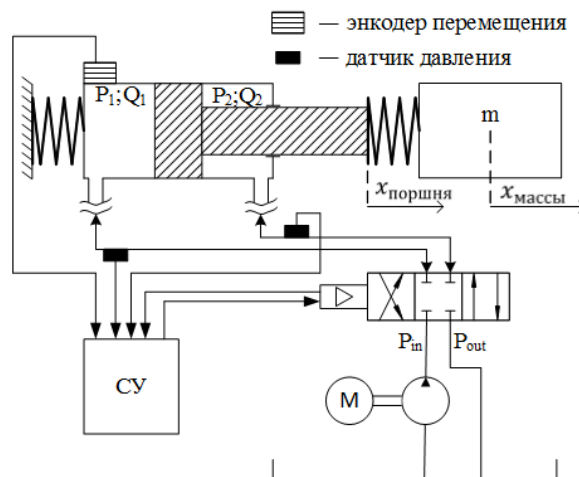 — энкодер перемещения
— датчик давления
P₁;Q₁
P₂;Q₂
m
xпоршня
xмассы
Pin
Pout
СУ
М